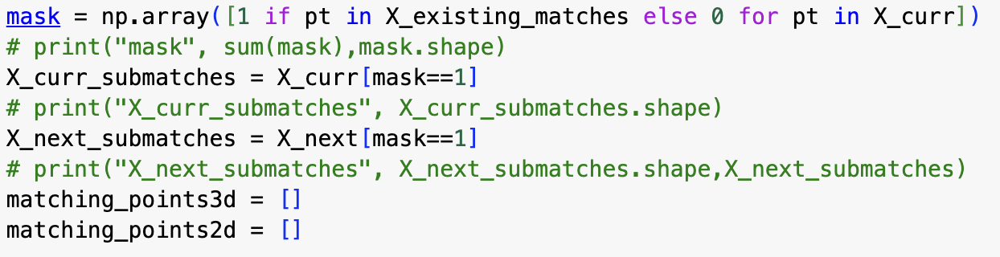 mask = np.array([1 if pt in X_existing_matches else 0 for pt in X_curr])
# print("mask", sum(mask),mask.shape)
X_curr_submatches = X_curr[mask==1]
# print("X_curr_submatches", X_curr_submatches.shape)
X_next_submatches = X_next[mask==1]
# print("X_next_submatches", X_next_submatches.shape,X_next_submatches)
matching_points3d = []
matching_points2d = []